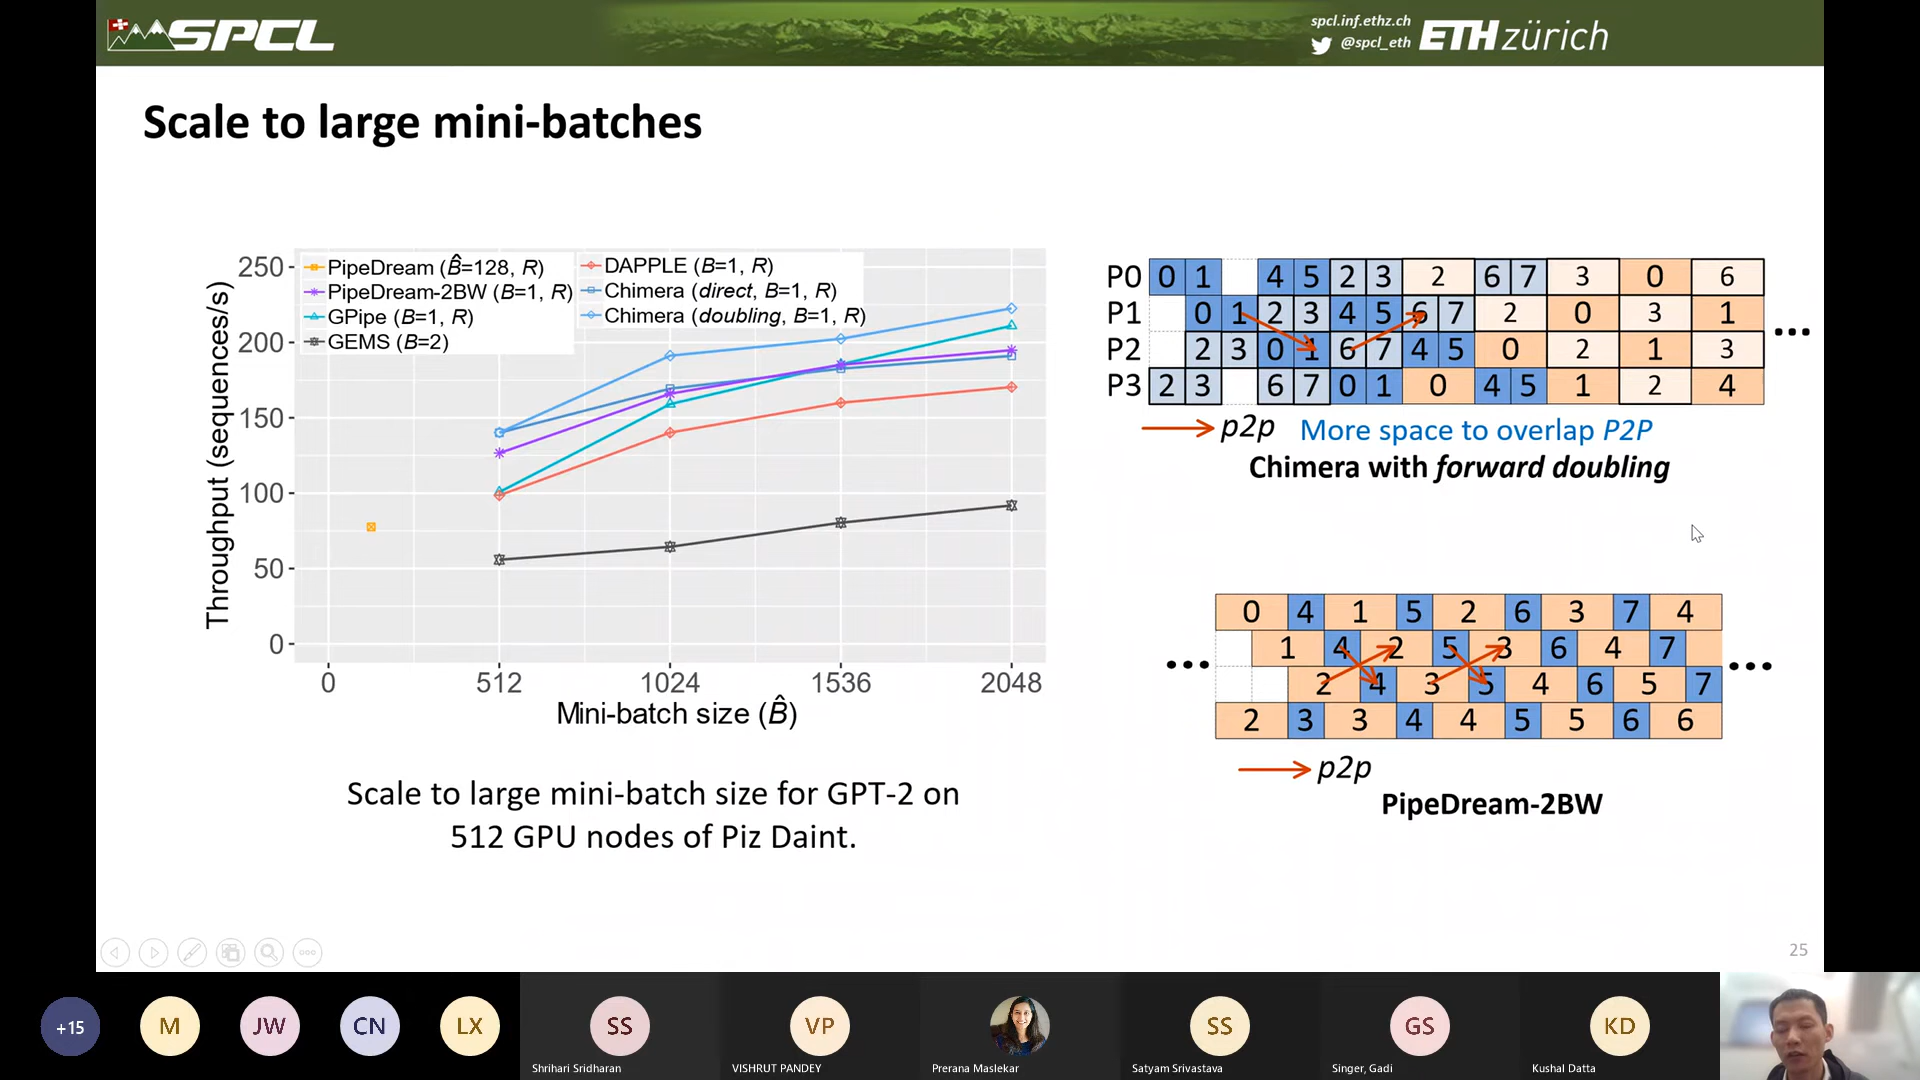 SPCL
spcl.inf.ethz.ch
@spcl_eth
ETH zürich
Scale to large mini-batches
PipeDream (B̂=128, R)
PipeDream-2BW (B=1, R)
GPipe (B=1, R)
GEMS (B=2)
DAPPLE (B=1, R)
Chimera (direct, B=1, R)
Chimera (doubling, B=1, R)
Throughput (sequences/s)
250
200
150
100
50
0
0 512 1024 1536 2048
Mini-batch size (B̂)
Scale to large mini-batch size for GPT-2 on
512 GPU nodes of Piz Daint.
P0 0 1 4 5 2 3 2 6 7 3 0 6
P1 0 1 2 3 4 5 6 7 2 0 3 1
P2 2 3 0 1 6 7 4 5 0 2 1 3
P3 2 3 6 7 0 1 0 4 5 1 2 4
...
p2p More space to overlap P2P
Chimera with forward doubling
0 4 1 5 2 6 3 7 4
1 4 2 5 3 6 4 7
... 2 4 3 5 4 6 5 7 ...
2 3 3 4 4 5 5 6 6
p2p
PipeDream-2BW
25
+15 M JW CN LX SS VP SS GS KD
Shrihari Sridharan VISHRUT PANDEY Prerana Maslekar Satyam Srivastava Singer, Gadi Kushal Datta